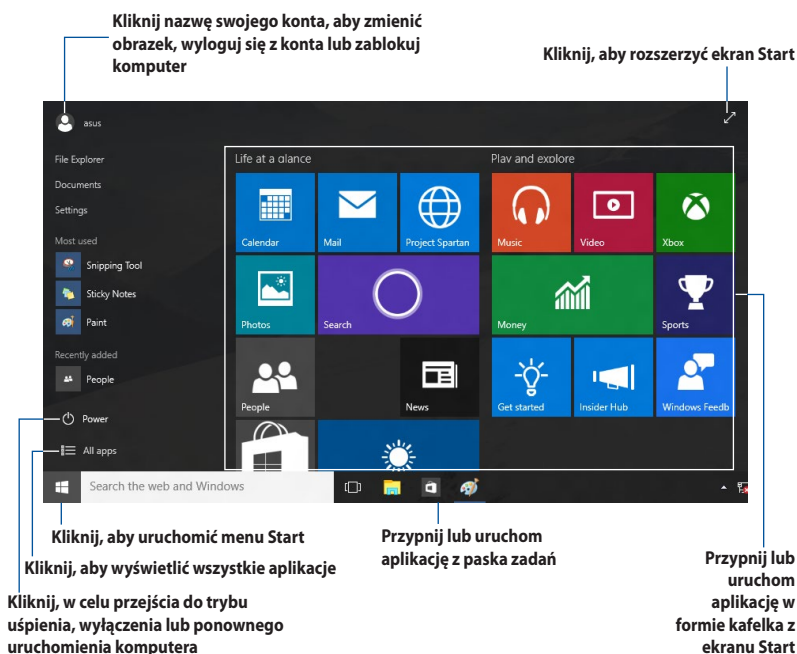 Kliknij nazwę swojego konta, aby zmienić
obrazek, wyloguj się z konta lub zablokuj
komputer
Kliknij, aby rozszerzyć ekran Start
asus
File Explorer
Documents
Settings
Most used
Snipping Tool
Sticky Notes
Paint
Recently added
People
Power
All apps
Life at a glance
Play and explore
Calendar
Mail
Project Spartan
Music
Video
Xbox
Photos
Search
Money
Sports
People
News
Get started
Insider Hub
Windows Feedb
Search the web and Windows
Kliknij, aby uruchomić menu Start
Kliknij, aby wyświetlić wszystkie aplikacje
Kliknij, w celu przejścia do trybu
uśpienia, wyłączenia lub ponownego
uruchomienia komputera
Przypnij lub uruchom
aplikację z paska zadań
Przypnij lub
uruchom
aplikację w
formie kafelka z
ekranu Start